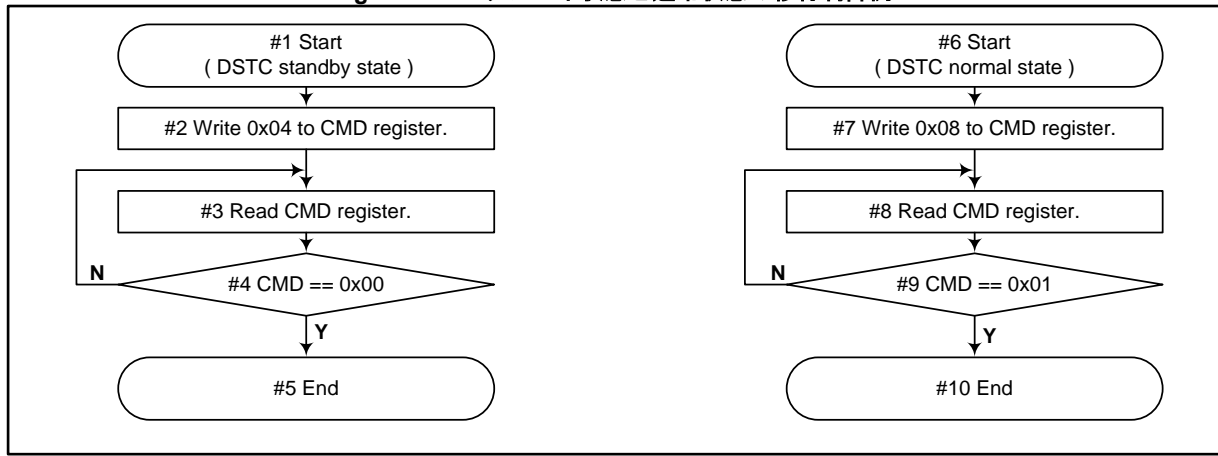 #1 Start
( DSTC standby state )
#2 Write 0x04 to CMD register.
#3 Read CMD register.
N
#4 CMD == 0x00
Y
#5 End
#6 Start
( DSTC normal state )
#7 Write 0x08 to CMD register.
#8 Read CMD register.
N
#9 CMD == 0x01
Y
#10 End